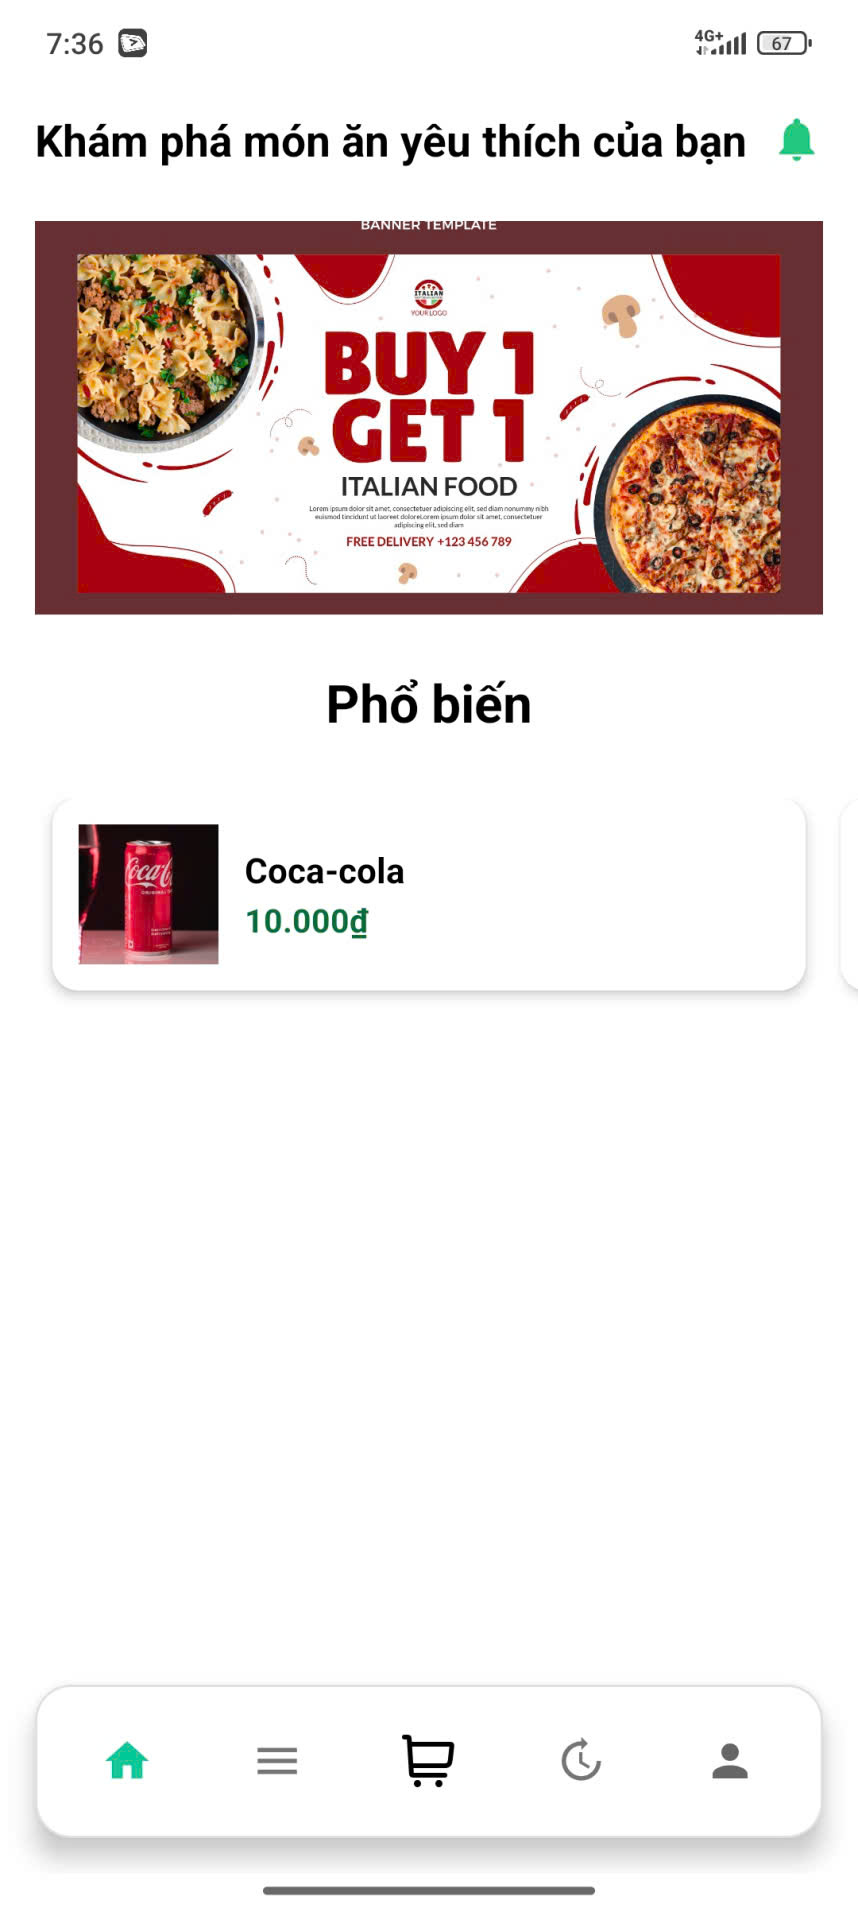 7:36
4G+
67
Khám phá món ăn yêu thích của bạn
BANNER TEMPLATE
ITALIAN
YOUR LOGO
BUY 1
GET 1
ITALIAN FOOD
Lorem ipsum dolor sit amet, consectetuer adipiscing elit, sed diam nonummy nibh
euismod tincidunt ut laoreet doloreLorem ipsum dolor sit amet, consectetuer
adipiscing elit, sed diam
FREE DELIVERY +123 456 789
Phổ biến
Coca-cola
10.000₫